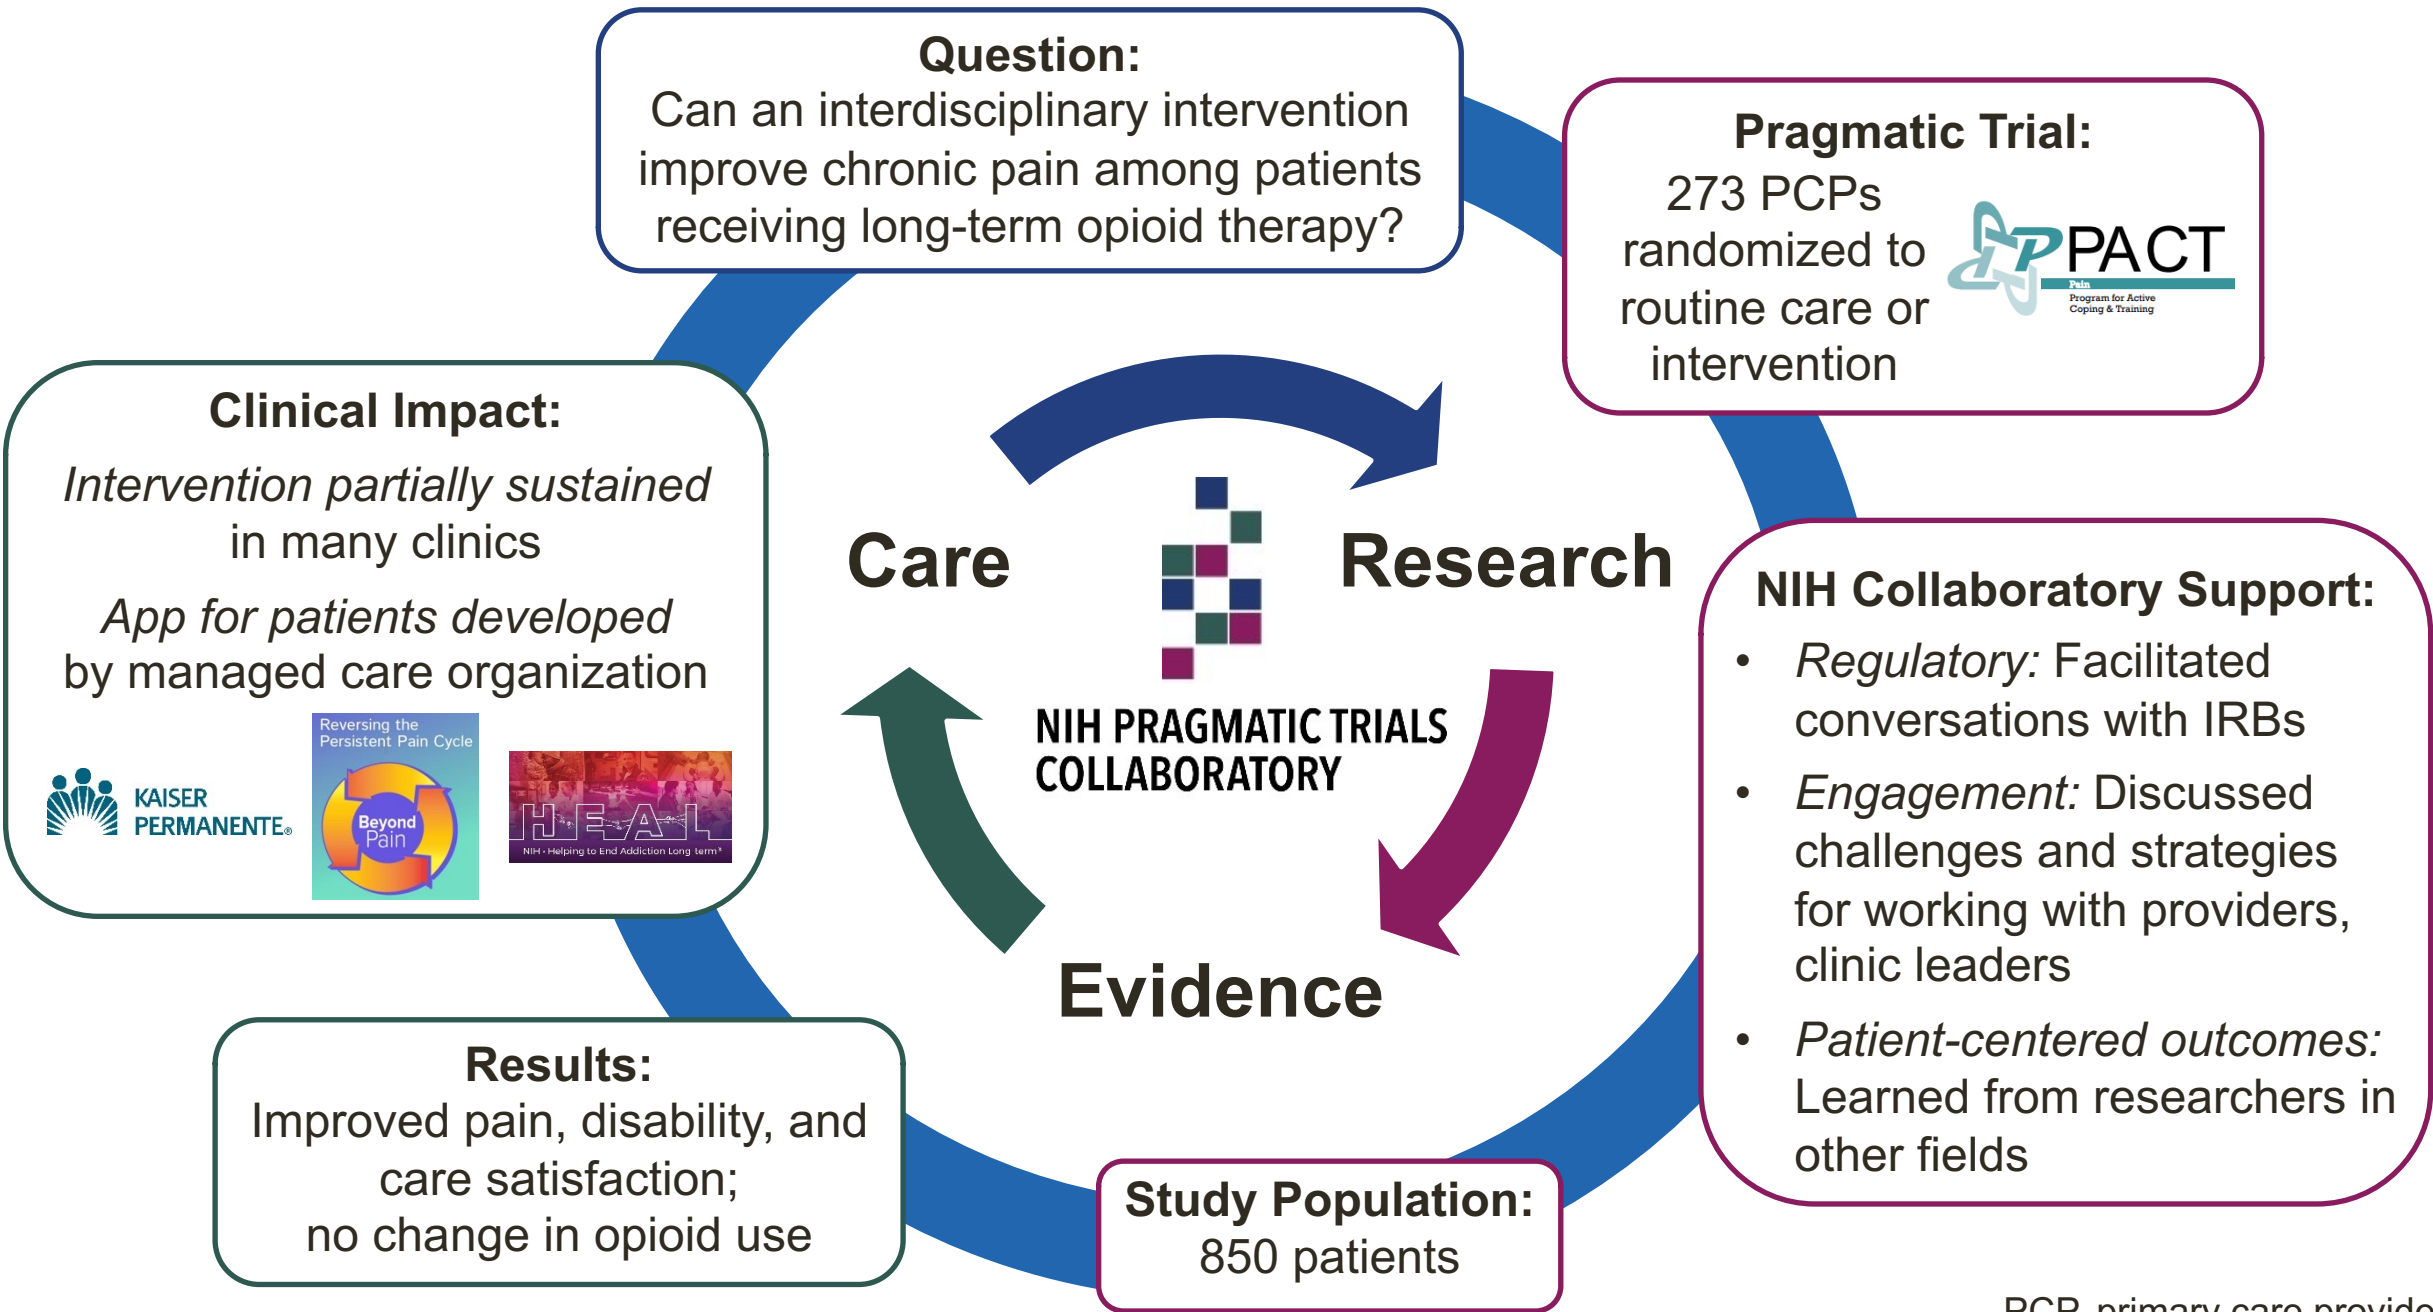 Question:
Can an interdisciplinary intervention
improve chronic pain among patients
receiving long-term opioid therapy?
Pragmatic Trial:
273 PCPs
randomized to
routine care or
intervention
PPACT
Pain
Program for Active
Coping & Training
NIH Collaboratory Support:
• Regulatory: Facilitated
conversations with IRBs
• Engagement: Discussed
challenges and strategies
for working with providers,
clinic leaders
• Patient-centered outcomes:
Learned from researchers in
other fields
Study Population:
850 patients
Results:
Improved pain, disability, and
care satisfaction;
no change in opioid use
Clinical Impact:
Intervention partially sustained
in many clinics
App for patients developed
by managed care organization
KAISER
PERMANENTE®
Reversing the
Persistent Pain Cycle
Beyond
Pain
HEAL
NIH • Helping to End Addiction Long term®
Care
Research
Evidence
NIH PRAGMATIC TRIALS
COLLABORATORY
PCP, primary care provide